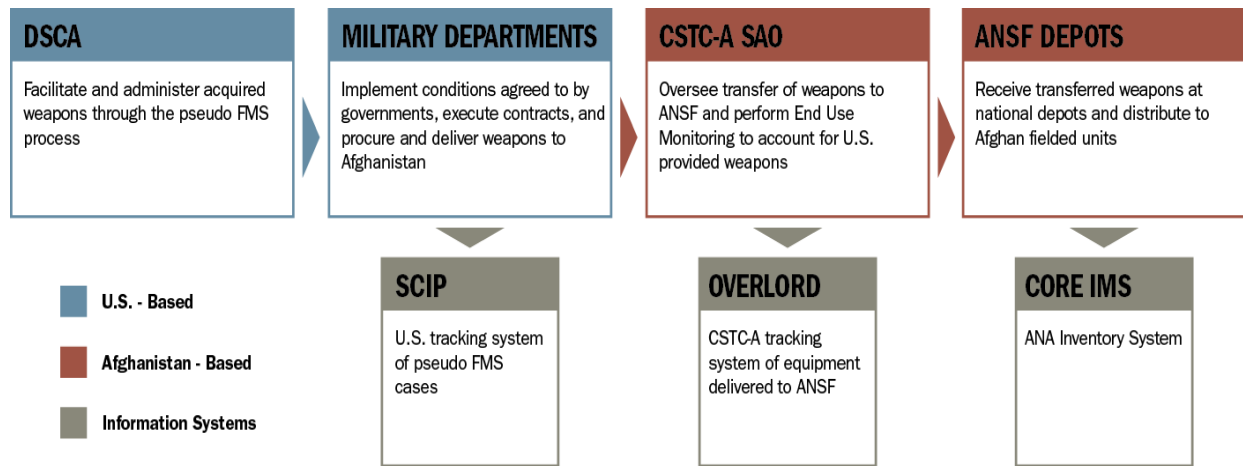 DSCA
Facilitate and administer acquired
weapons through the pseudo FMS
process
MILITARY DEPARTMENTS
Implement conditions agreed to by
governments, execute contracts, and
procure and deliver weapons to
Afghanistan
CSTC-A SAO
Oversee transfer of weapons to
ANSF and perform End Use
Monitoring to account for U.S.
provided weapons
ANSF DEPOTS
Receive transferred weapons at
national depots and distribute to
Afghan fielded units
SCIP
U.S. tracking system
of pseudo FMS
cases
OVERLORD
CSTC-A tracking
system of equipment
delivered to ANSF
CORE IMS
ANA Inventory System
U.S. - Based
Afghanistan - Based
Information Systems